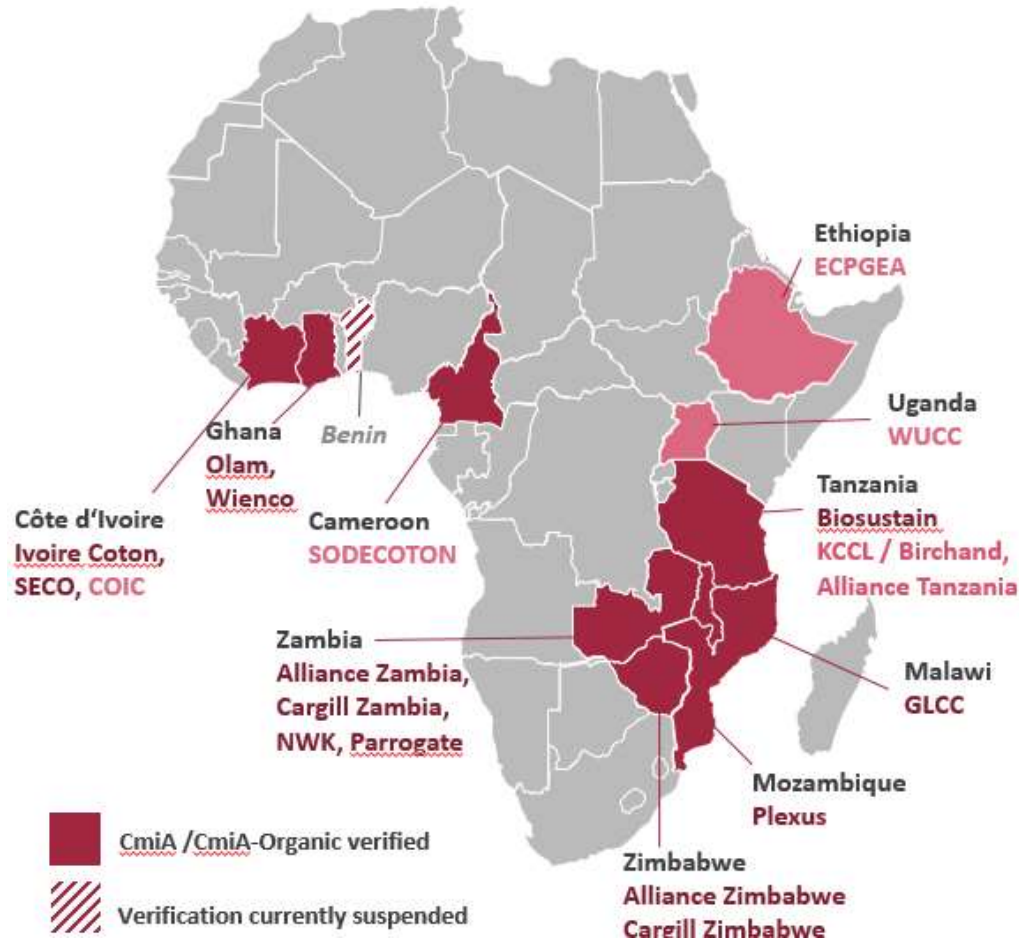 Ethiopia
ECPGEA
Uganda
WUCC
Ghana
Olam,
Wienco
Benin
Tanzania
Biosustain
KCCL / Birchand,
Alliance Tanzania
Côte d‘Ivoire
Ivoire Coton,
SECO, COIC
Cameroon
SODECOTON
Zambia
Alliance Zambia,
Cargill Zambia,
NWK, Parrogate
Malawi
GLCC
Mozambique
Plexus
Zimbabwe
Alliance Zimbabwe
Cargill Zimbabwe
CmiA /CmiA-Organic verified
Verification currently suspended